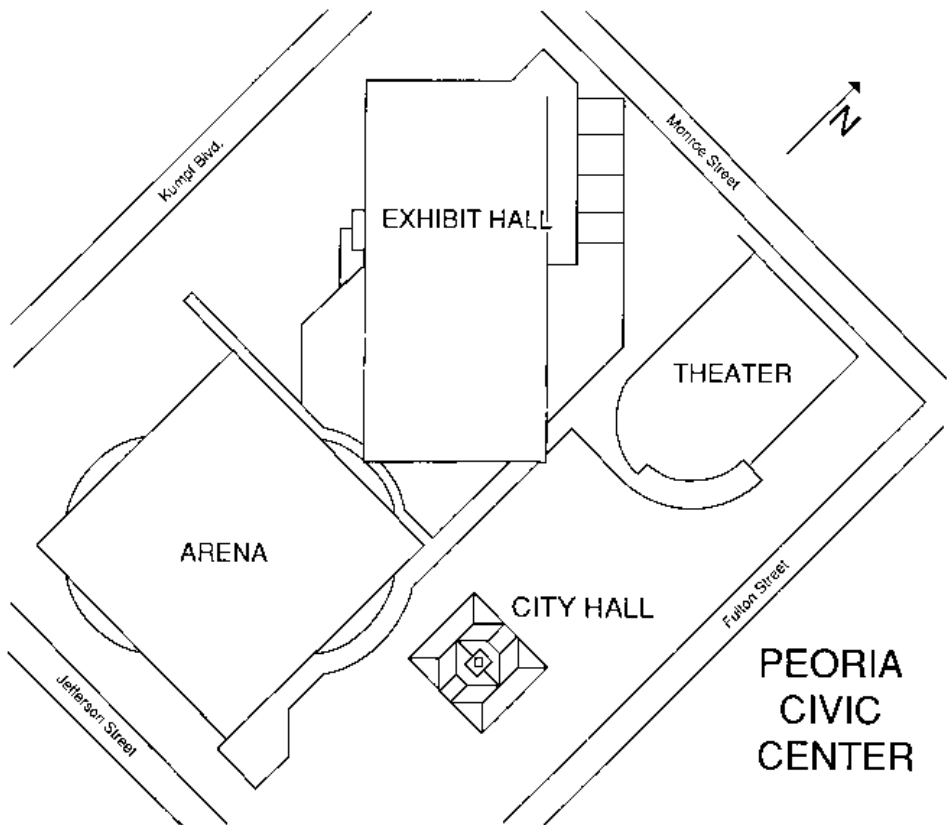 Kumpf Blvd.
Monroe Street
N
EXHIBIT HALL
THEATER
ARENA
CITY HALL
Fulton Street
Jefferson Street
PEORIA
CIVIC
CENTER